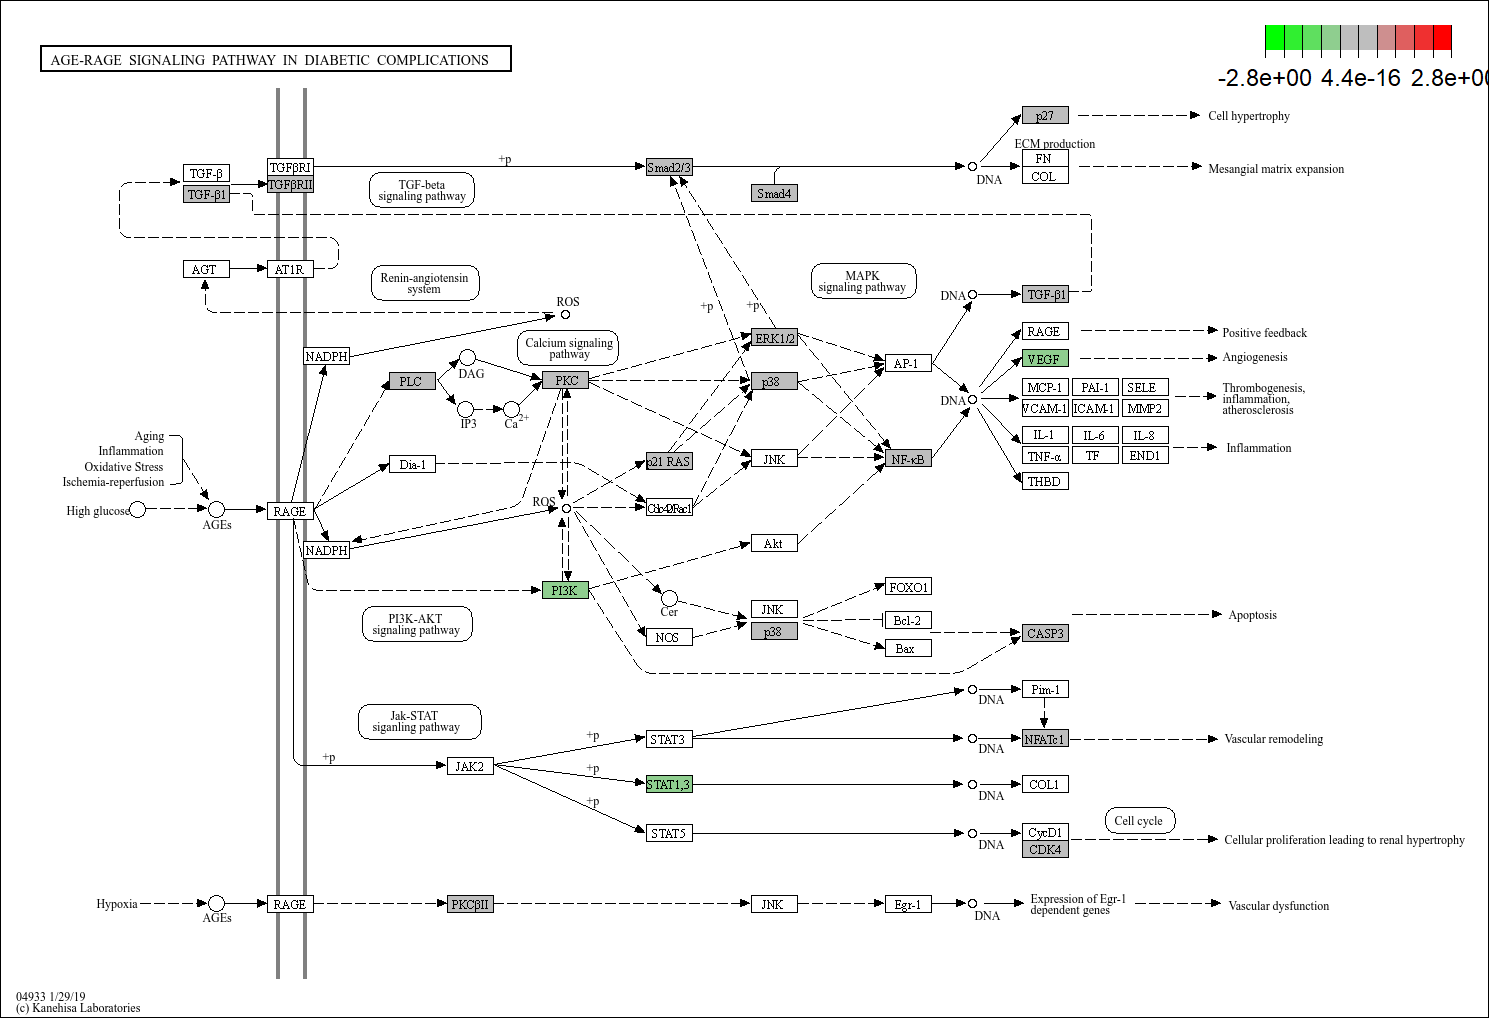 AGE-RAGE SIGNALING PATHWAY IN DIABETIC COMPLICATIONS
-2.8e+00 4.4e-16 2.8e+00
p27
Cell hypertrophy
ECM production
TGF-β
TGFβRI
+p
Smad2/3
DNA
FN
COL
Mesangial matrix expansion
TGF-β1
TGFβRII
TGF-beta
signaling pathway
Smad4
AGT
AT1R
Renin-angiotensin
system
MAPK
signaling pathway
ROS
+p
+p
DNA
TGF-β1
NADPH
Calcium signaling
pathway
ERK1/2
RAGE
Positive feedback
DAG
AP-1
VEGF
Angiogenesis
PLC
PKC
p38
MCP-1
PAI-1
SELE
Thrombogenesis,
inflammation,
atherosclerosis
DNA
VCAM-1
ICAM-1
MMP2
IP3
Ca2+
Aging
Inflammation
Oxidative Stress
Ischemia-reperfusion
IL-1
IL-6
IL-8
Inflammation
Dia-1
p21 RAS
JNK
NF-κB
TNF-α
TF
END1
THBD
High glucose
AGEs
RAGE
ROS
Cdc42/Rac1
NADPH
Akt
PI3K
Cer
FOXO1
PI3K-AKT
signaling pathway
NOS
JNK
p38
Bcl-2
Bax
CASP3
Apoptosis
Jak-STAT
siganling pathway
DNA
Pim-1
+p
STAT3
DNA
NFATc1
Vascular remodeling
+p
JAK2
+p
STAT1,3
DNA
COL1
+p
STAT5
DNA
CycD1
CDK4
Cell cycle
Cellular proliferation leading to renal hypertrophy
Hypoxia
AGEs
RAGE
PKCβII
JNK
Egr-1
DNA
Expression of Egr-1
dependent genes
Vascular dysfunction
04933 1/29/19
(c) Kanehisa Laboratories